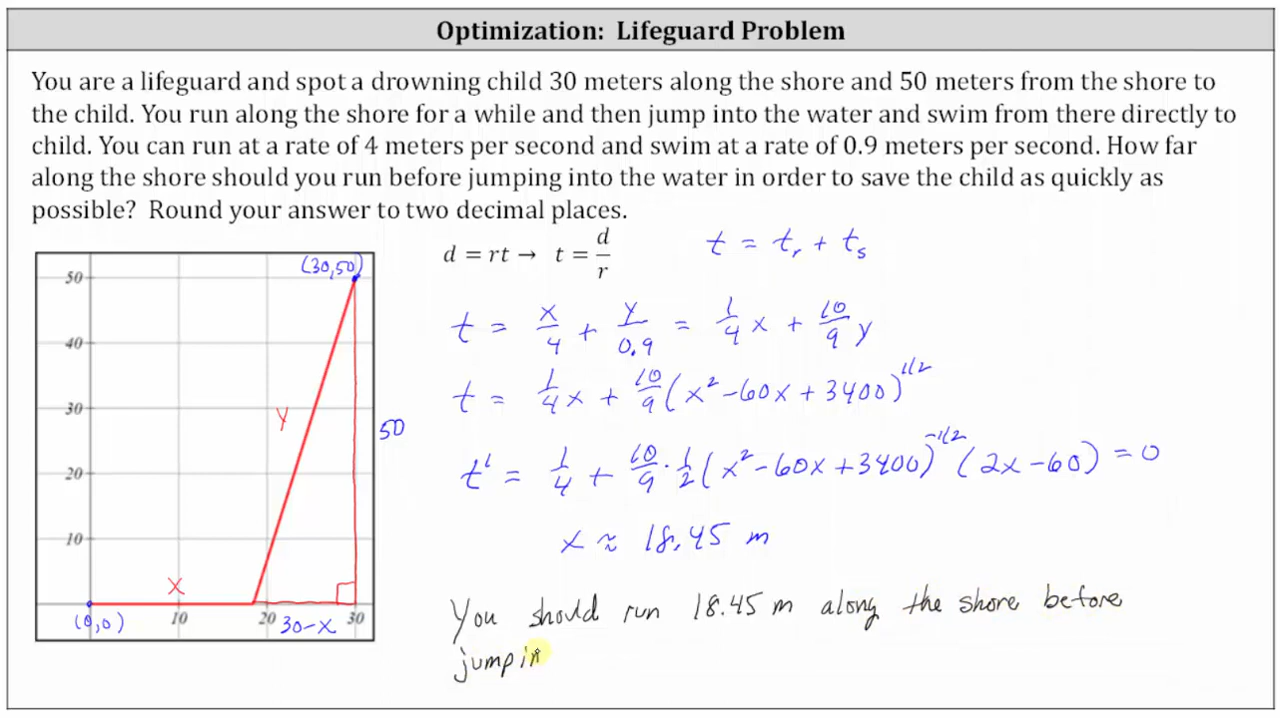 Optimization: Lifeguard Problem
You are a lifeguard and spot a drowning child 30 meters along the shore and 50 meters from the shore to
the child. You run along the shore for a while and then jump into the water and swim from there directly to
child. You can run at a rate of 4 meters per second and swim at a rate of 0.9 meters per second. How far
along the shore should you run before jumping into the water in order to save the child as quickly as
possible? Round your answer to two decimal places.
d = rt → t = d/r
t = t_r + t_s
t = x/4 + y/0.9 = 1/4 x + 10/9 y
t = 1/4 x + 10/9 (x² - 60x + 3400)^1/2
t' = 1/4 + 10/9 · 1/2 (x² - 60x + 3400)^-1/2 (2x - 60) = 0
x ≈ 18.45 m
You should run 18.45 m along the shore before
jumpin
(30,50)
50
40
30
20
10
y
50
x
(0,0)
10
20
30-x
30